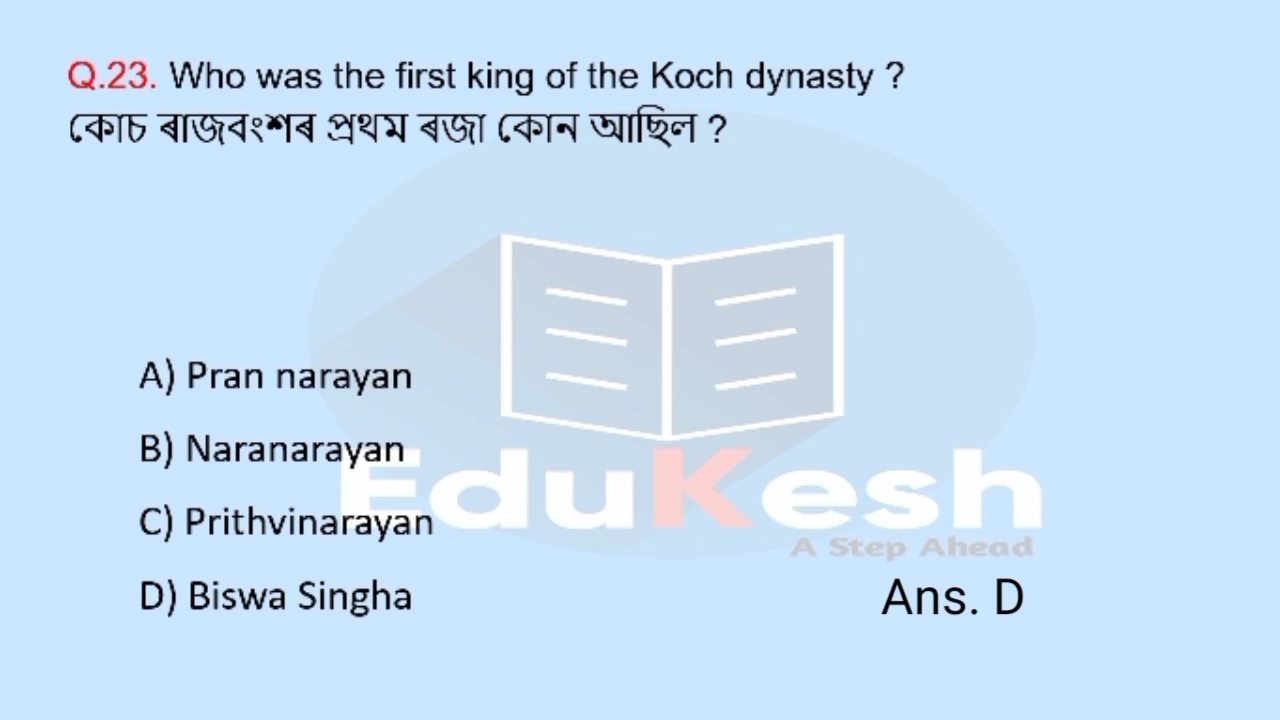 Q.23. Who was the first king of the Koch dynasty ?
কোচ ৰাজবংশৰ প্ৰথম ৰজা কোন আছিল ?
A) Pran narayan
B) Naranarayan
C) Prithvinarayan
D) Biswa Singha
Ans. D
EduKesh
A Step Ahead